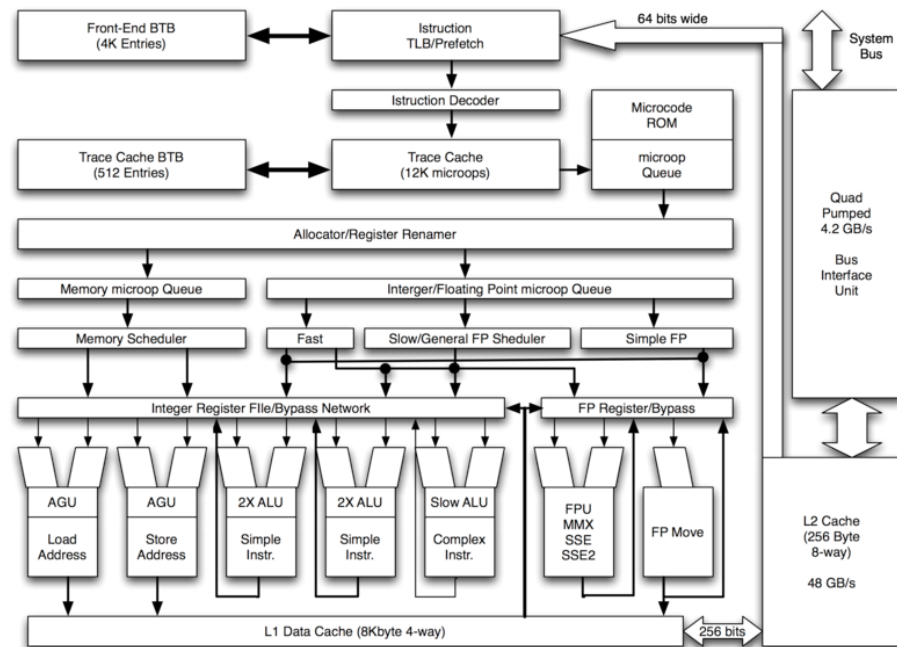 Front-End BTB
(4K Entries)
Istruction
TLB/Prefetch
64 bits wide
System
Bus
Istruction Decoder
Microcode
ROM
Trace Cache BTB
(512 Entries)
Trace Cache
(12K microops)
microop
Queue
Quad
Pumped
4.2 GB/s
Bus
Interface
Unit
Allocator/Register Renamer
Memory microop Queue
Interger/Floating Point microop Queue
Memory Scheduler
Fast
Slow/General FP Sheduler
Simple FP
Integer Register FIle/Bypass Network
FP Register/Bypass
AGU
Load
Address
AGU
Store
Address
2X ALU
Simple
Instr.
2X ALU
Simple
Instr.
Slow ALU
Complex
Instr.
FPU
MMX
SSE
SSE2
FP Move
L2 Cache
(256 Byte
8-way)
48 GB/s
L1 Data Cache (8Kbyte 4-way)
256 bits